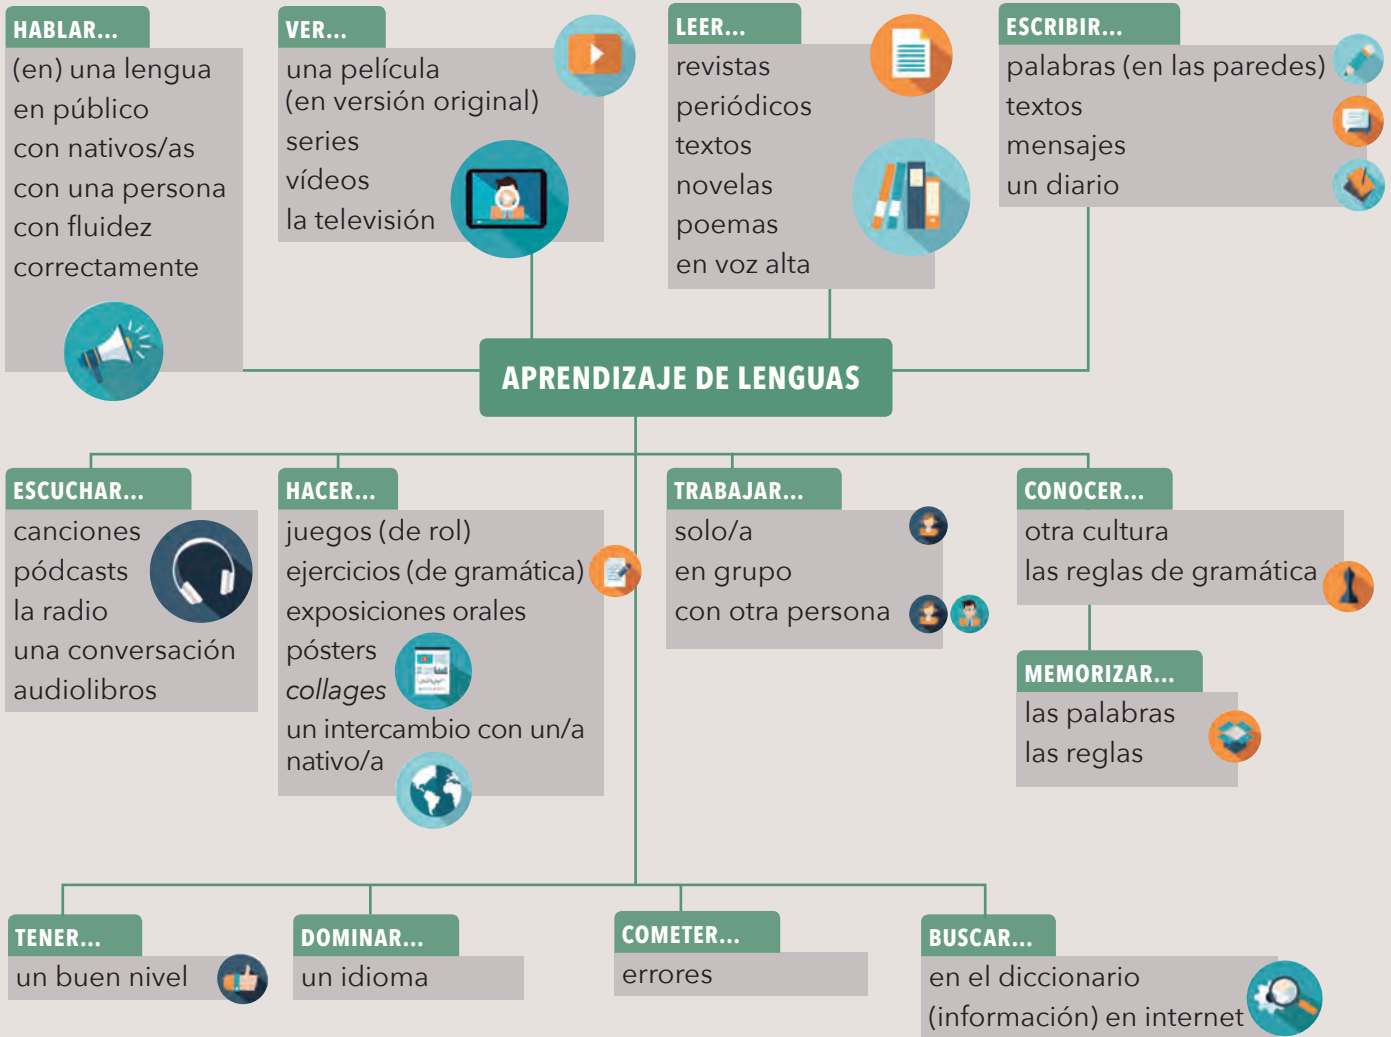 HABLAR...
(en) una lengua
en público
con nativos/as
con una persona
con fluidez
correctamente
VER...
una película
(en versión original)
series
vídeos
la televisión
LEER...
revistas
periódicos
textos
novelas
poemas
en voz alta
ESCRIBIR...
palabras (en las paredes)
textos
mensajes
un diario
APRENDIZAJE DE LENGUAS
ESCUCHAR...
canciones
pódcasts
la radio
una conversación
audiolibros
HACER...
juegos (de rol)
ejercicios (de gramática)
exposiciones orales
pósters
collages
un intercambio con un/a
nativo/a
TRABAJAR...
solo/a
en grupo
con otra persona
CONOCER...
otra cultura
las reglas de gramática
MEMORIZAR...
las palabras
las reglas
TENER...
un buen nivel
DOMINAR...
un idioma
COMETER...
errores
BUSCAR...
en el diccionario
(información) en internet